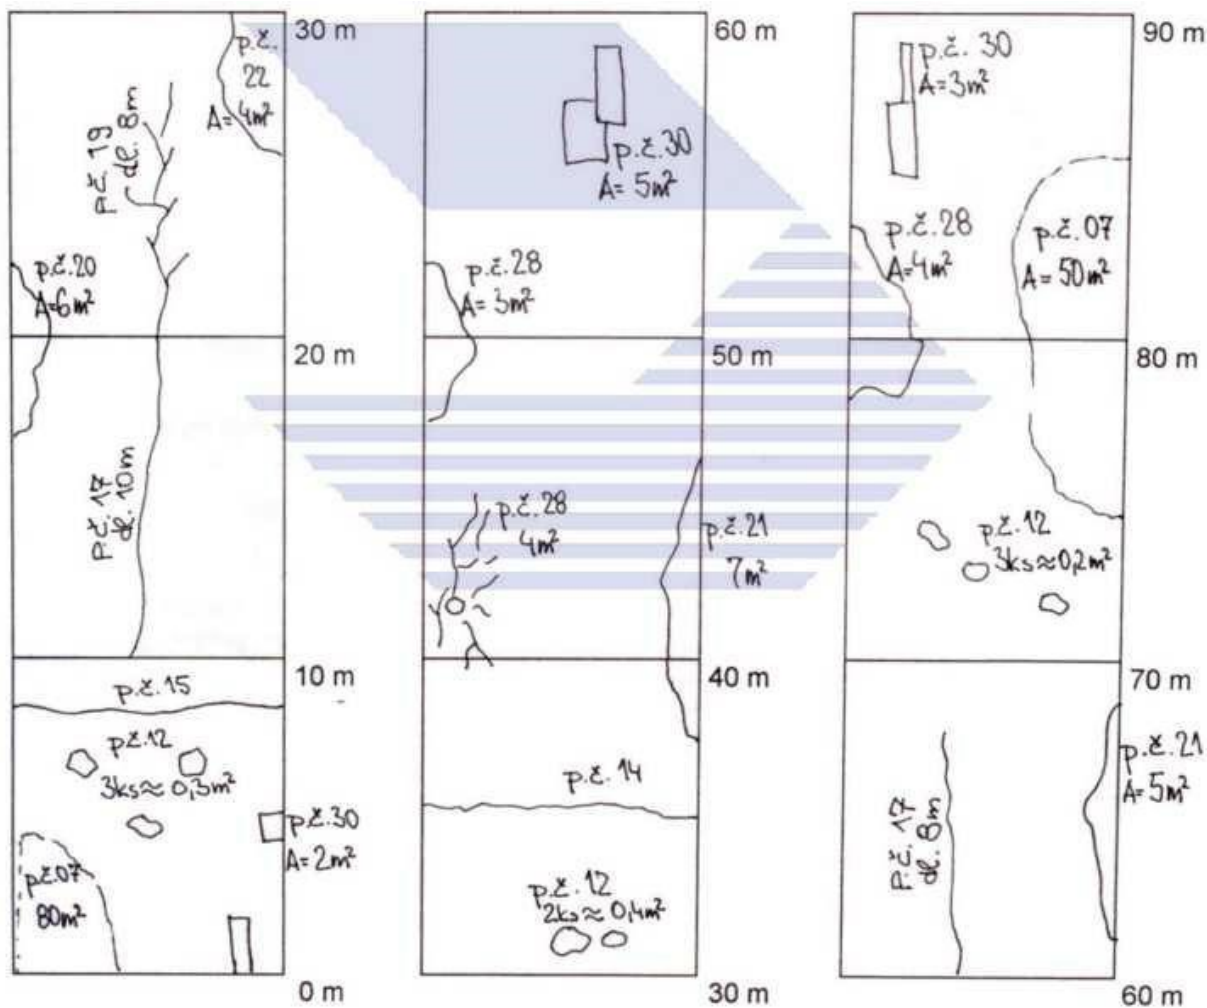 30 m
p.č.
22
A= 4m²
p.č. 19
dl. 8m
p.č.20
A=6m²
20 m
p.č. 17
dl. 10m
10 m
p.č.15
p.č.12
3ks≈0,3m²
p.č.30
A=2m²
p.č.07
80m²
0 m
60 m
p.č.30
A= 5m²
p.č.28
A= 3m²
50 m
p.č.28
4m²
p.č.21
7m²
40 m
p.č. 14
p.č. 12
2ks≈0,4m²
30 m
90 m
p.č. 30
A=3m²
p.č.28
A=4m²
p.č.07
A=50m²
80 m
p.č.12
3ks≈0,2m²
70 m
p.č.21
A=5m²
p.č. 17
dl. 8m
60 m